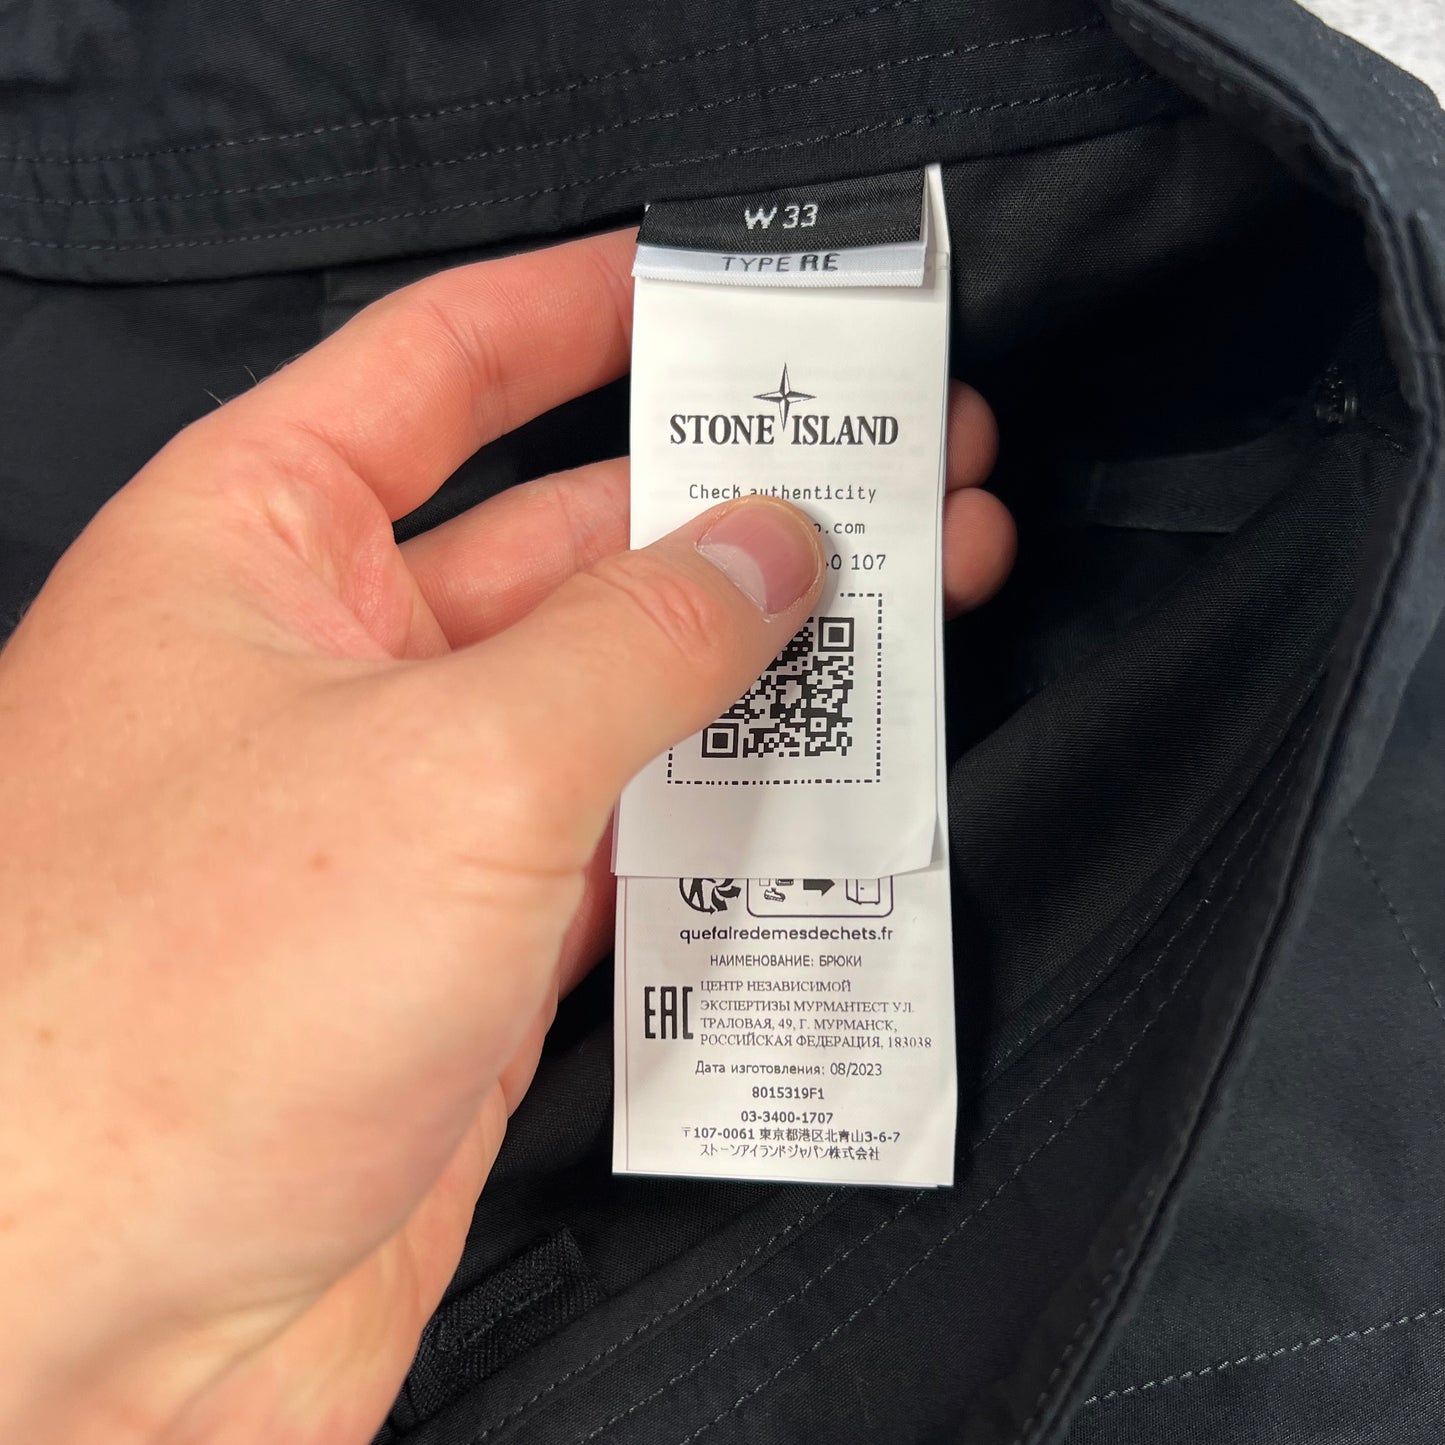 W 33
TYPE RE
STONE ISLAND
Check authenticity
.com
0 107
quefairedemesdechets.fr
НАИМЕНОВАНИЕ: БРЮКИ
EAC
ЦЕНТР НЕЗАВИСИМОЙ
ЭКСПЕРТИЗЫ МУРМАНТЕСТ УЛ.
ТРАЛОВАЯ, 49, Г. МУРМАНСК,
РОССИЙСКАЯ ФЕДЕРАЦИЯ, 183038
Дата изготовления: 08/2023
8015319F1
03-3400-1707
〒107-0061 東京都港区北青山3-6-7
ストーンアイランドジャパン株式会社